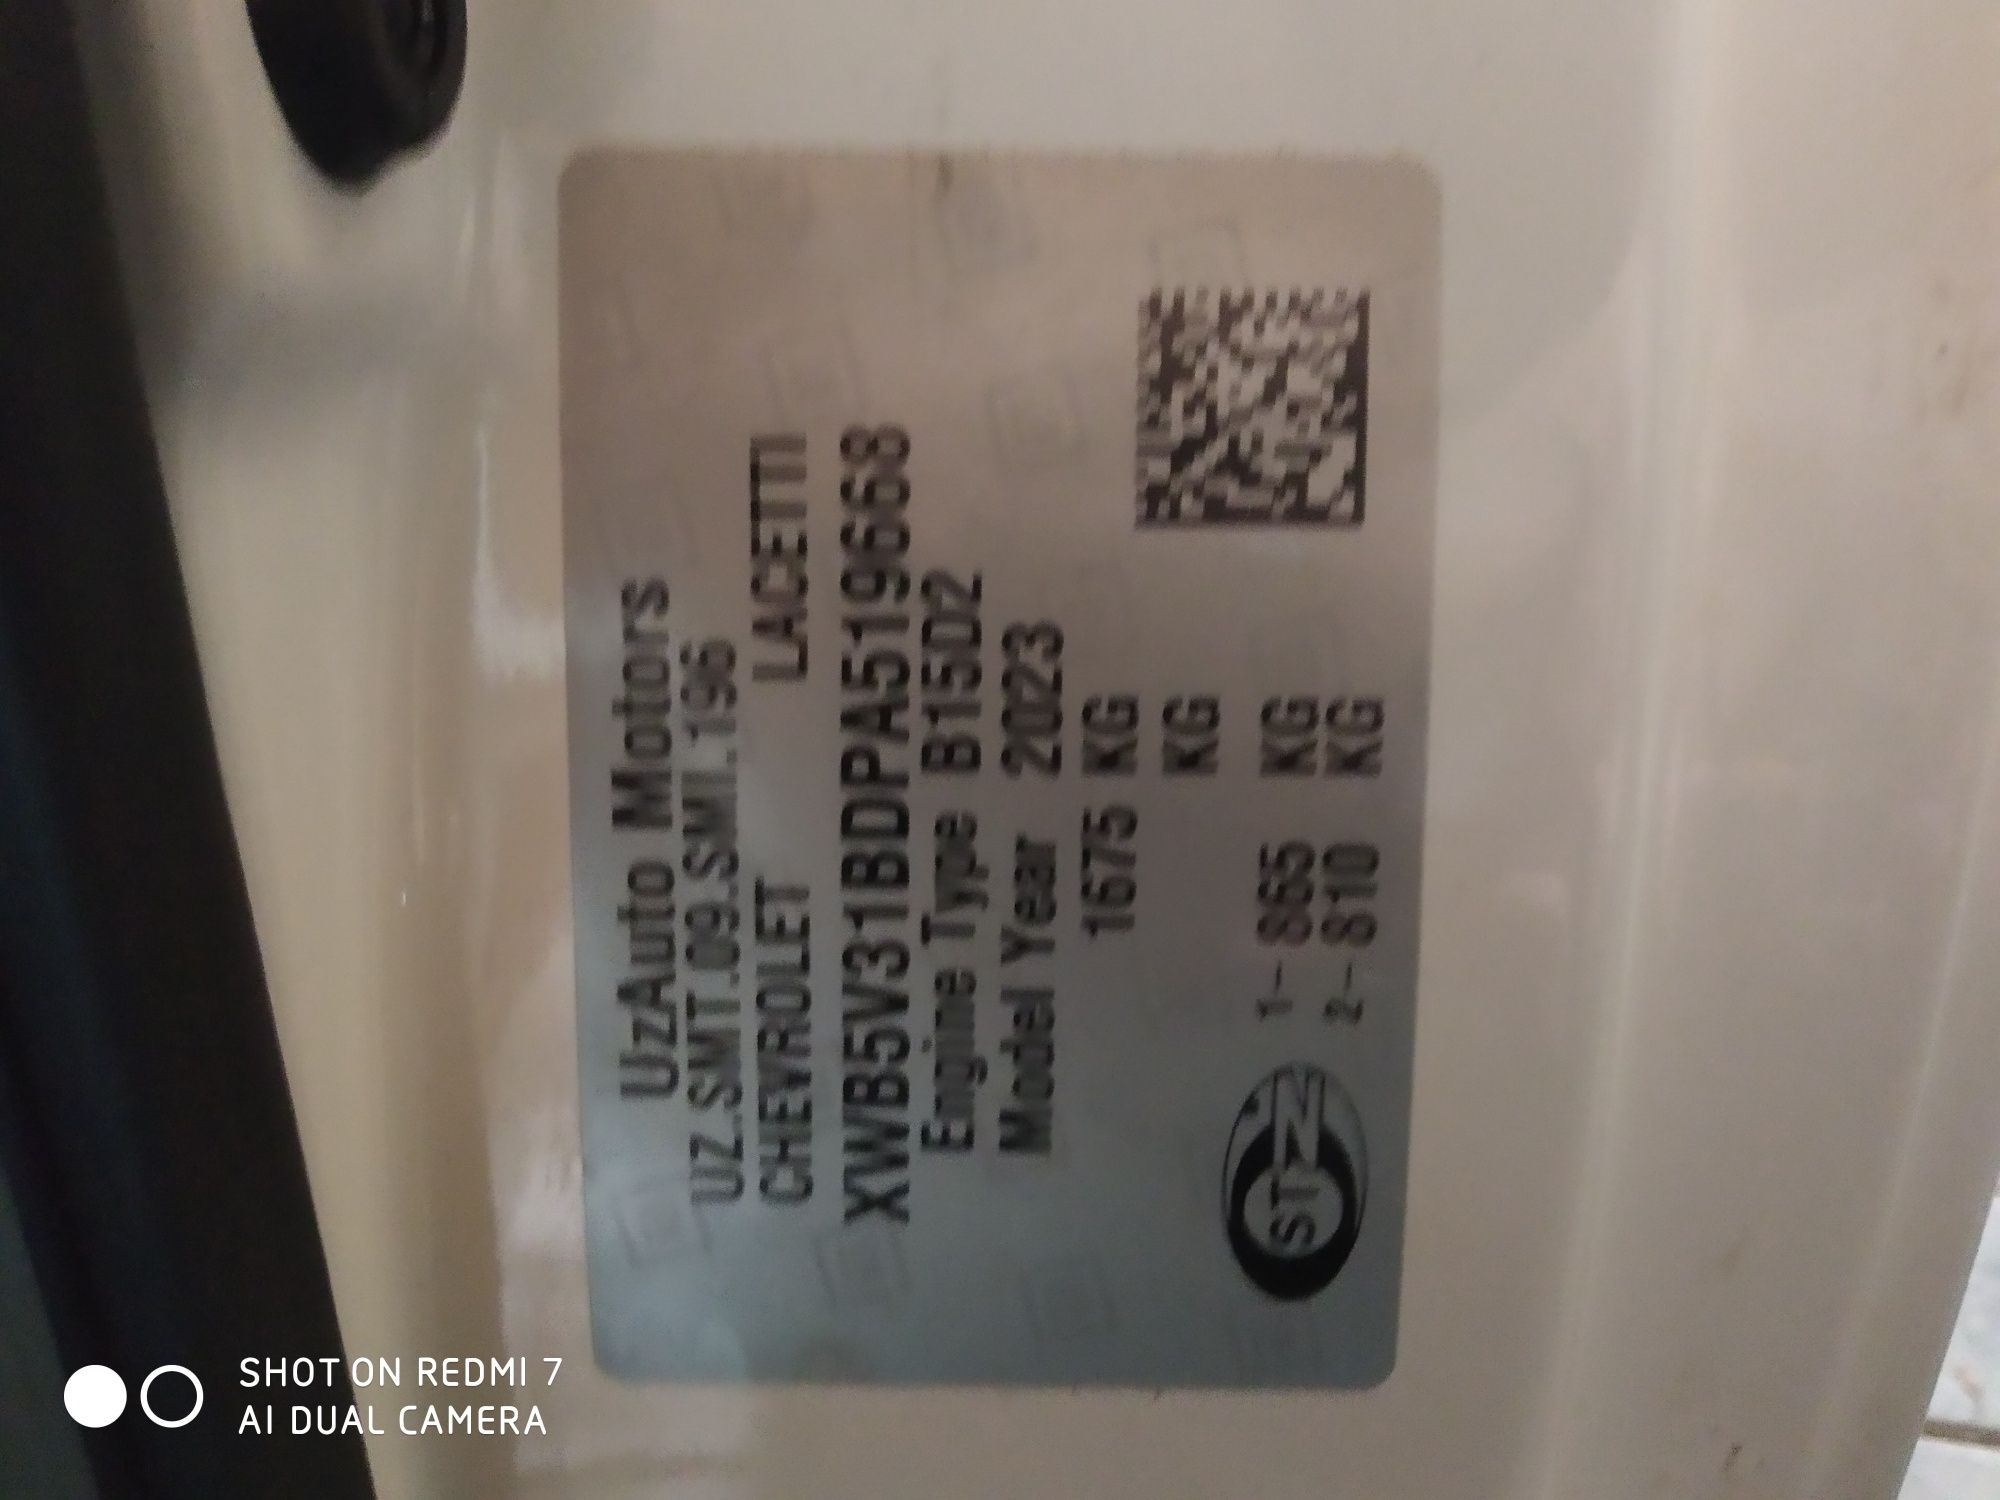 UzAuto Motors
UZ.SMT.09.SMI.196
CHEVROLET LACETTI
XWB5V31BDPA519668
Engine Type B15D2
Model Year 2023
1675 KG
KG
1- 865 KG
2- 810 KG
STZ
SHOT ON REDMI 7
AI DUAL CAMERA